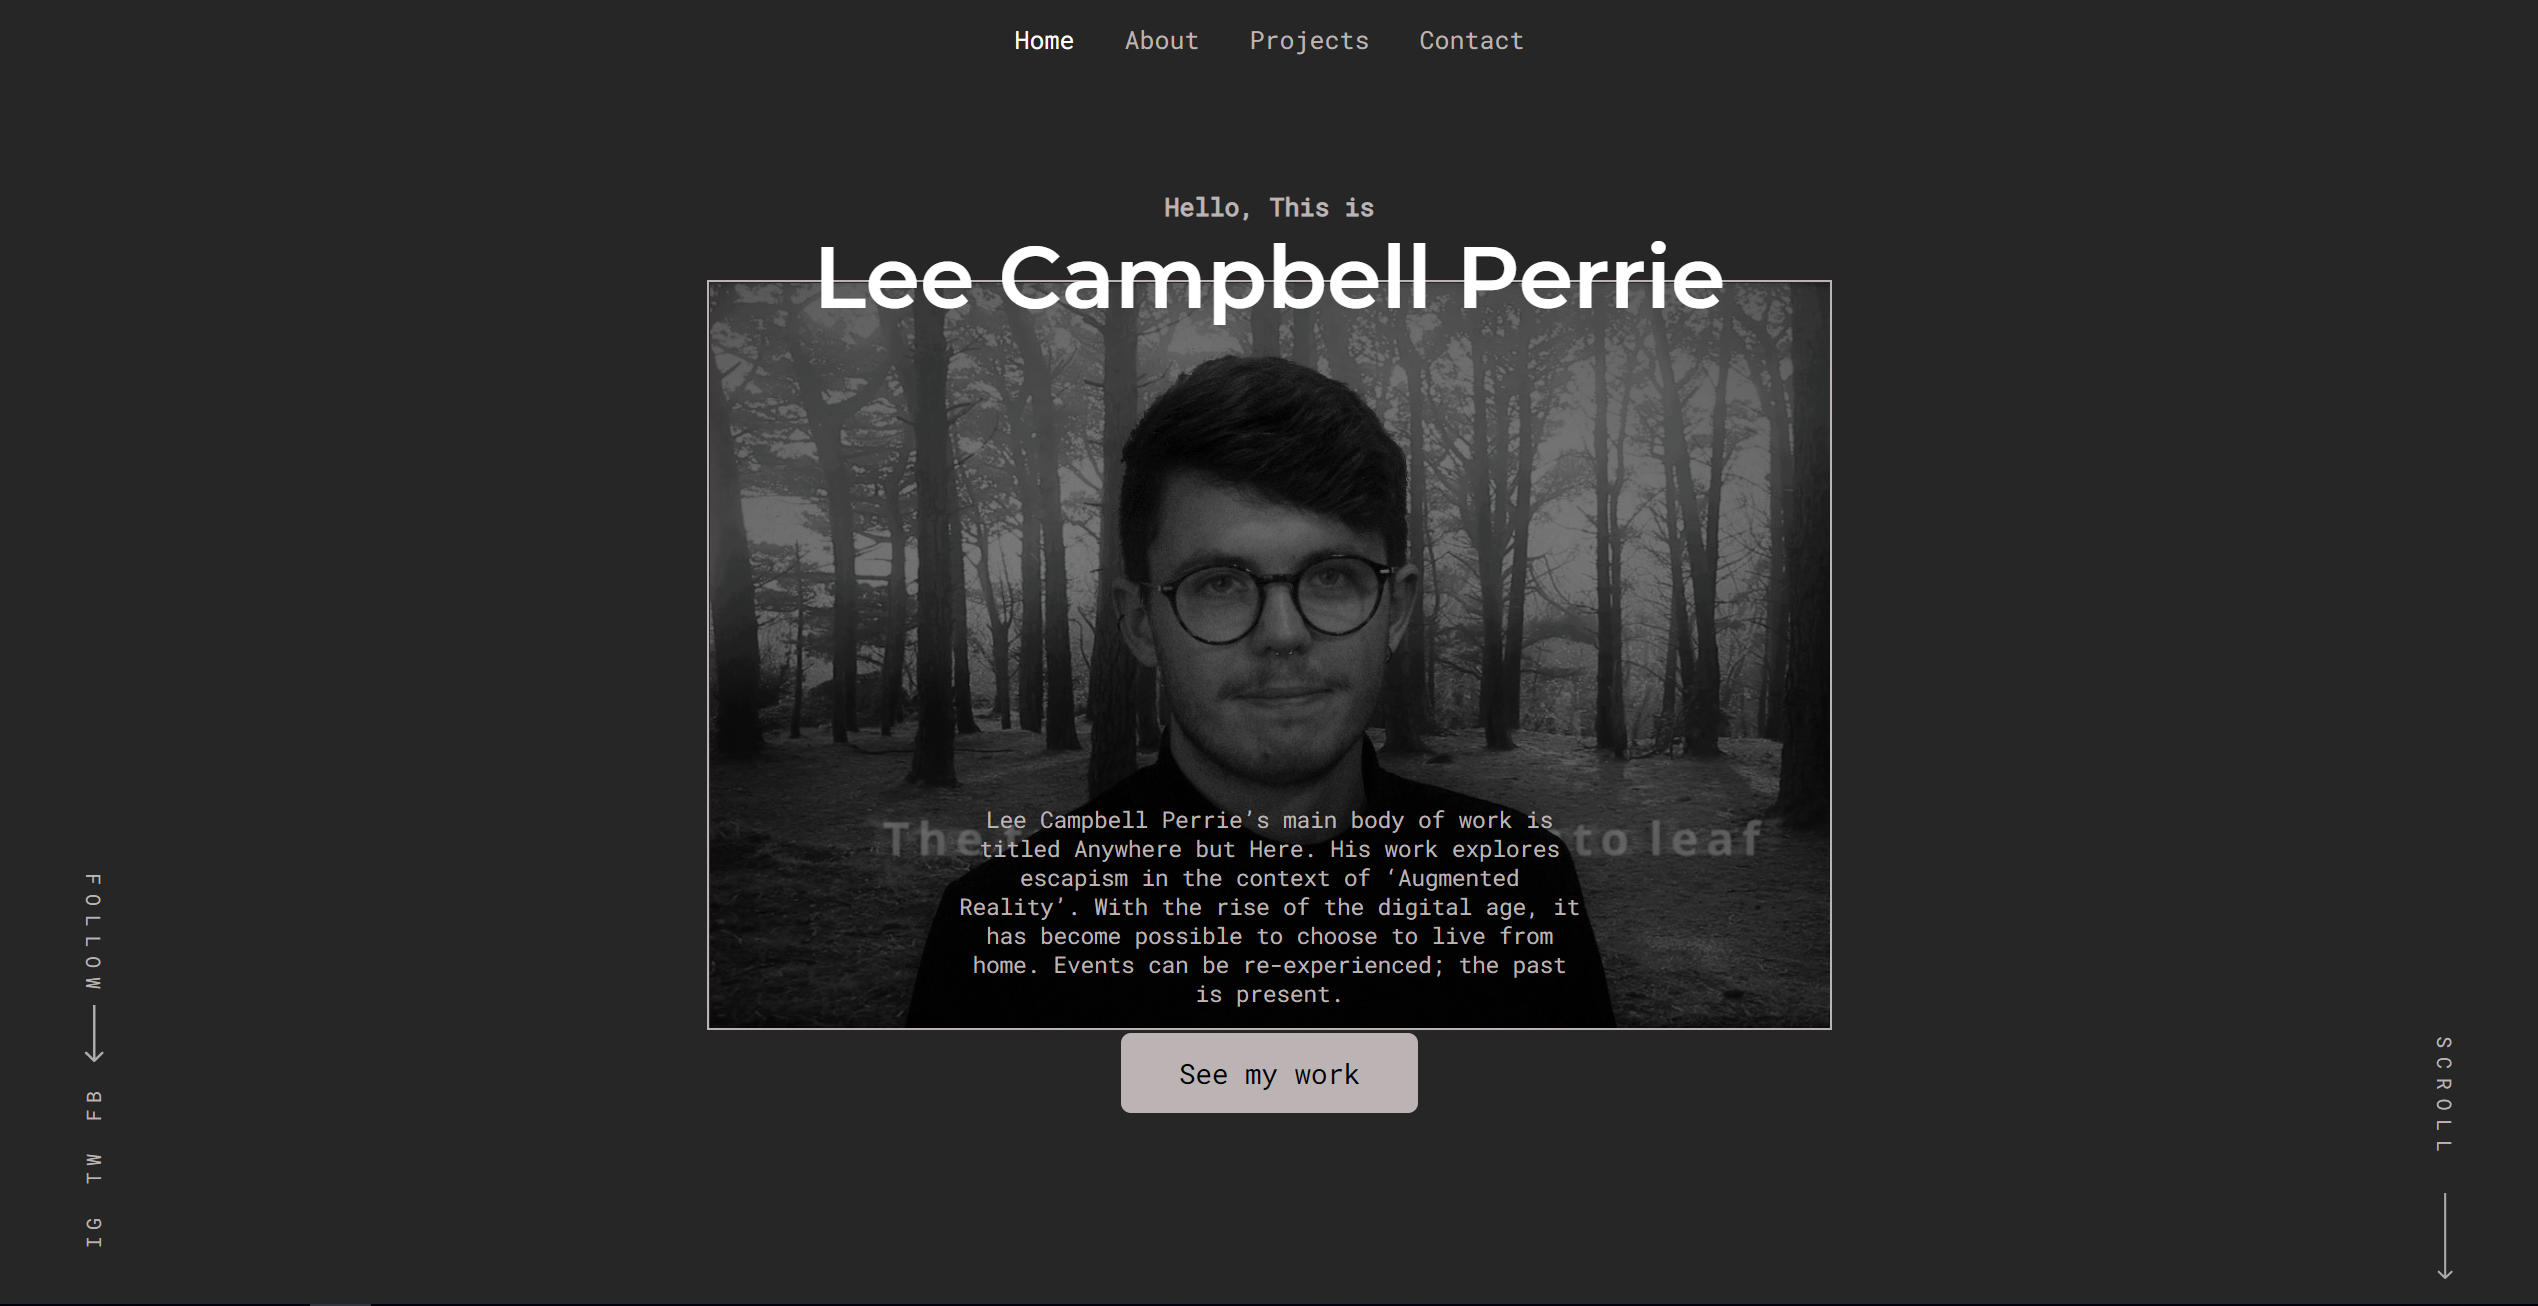 Home About Projects Contact
Hello, This is
Lee Campbell Perrie
Lee Campbell Perrie’s main body of work is
titled Anywhere but Here. His work explores
escapism in the context of ‘Augmented
Reality’. With the rise of the digital age, it
has become possible to choose to live from
home. Events can be re-experienced; the past
is present.
The to leaf
See my work
FOLLOW
FB
TW
IG
SCROLL